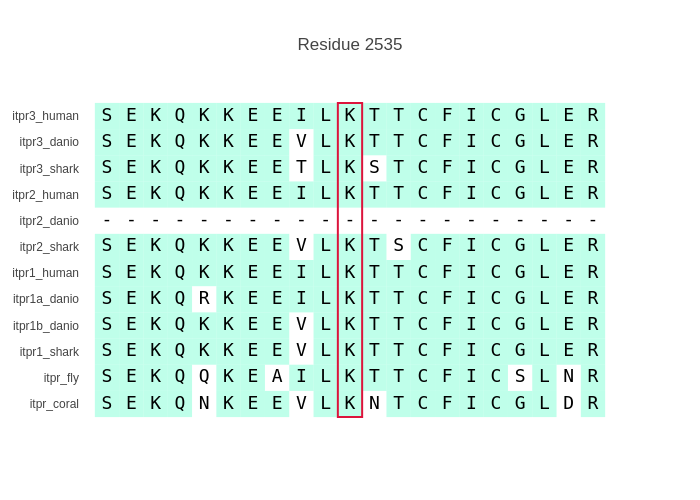 Residue 2535
itpr3_human S E K Q K K E E I L K T T C F I C G L E R
itpr3_danio S E K Q K K E E V L K T T C F I C G L E R
itpr3_shark S E K Q K K E E T L K S T C F I C G L E R
itpr2_human S E K Q K K E E I L K T T C F I C G L E R
itpr2_danio - - - - - - - - - - - - - - - - - - - - -
itpr2_shark S E K Q K K E E V L K T S C F I C G L E R
itpr1_human S E K Q K K E E I L K T T C F I C G L E R
itpr1a_danio S E K Q R K E E I L K T T C F I C G L E R
itpr1b_danio S E K Q K K E E V L K T T C F I C G L E R
itpr1_shark S E K Q K K E E V L K T T C F I C G L E R
itpr_fly S E K Q Q K E A I L K T T C F I C S L N R
itpr_coral S E K Q N K E E V L K N T C F I C G L D R